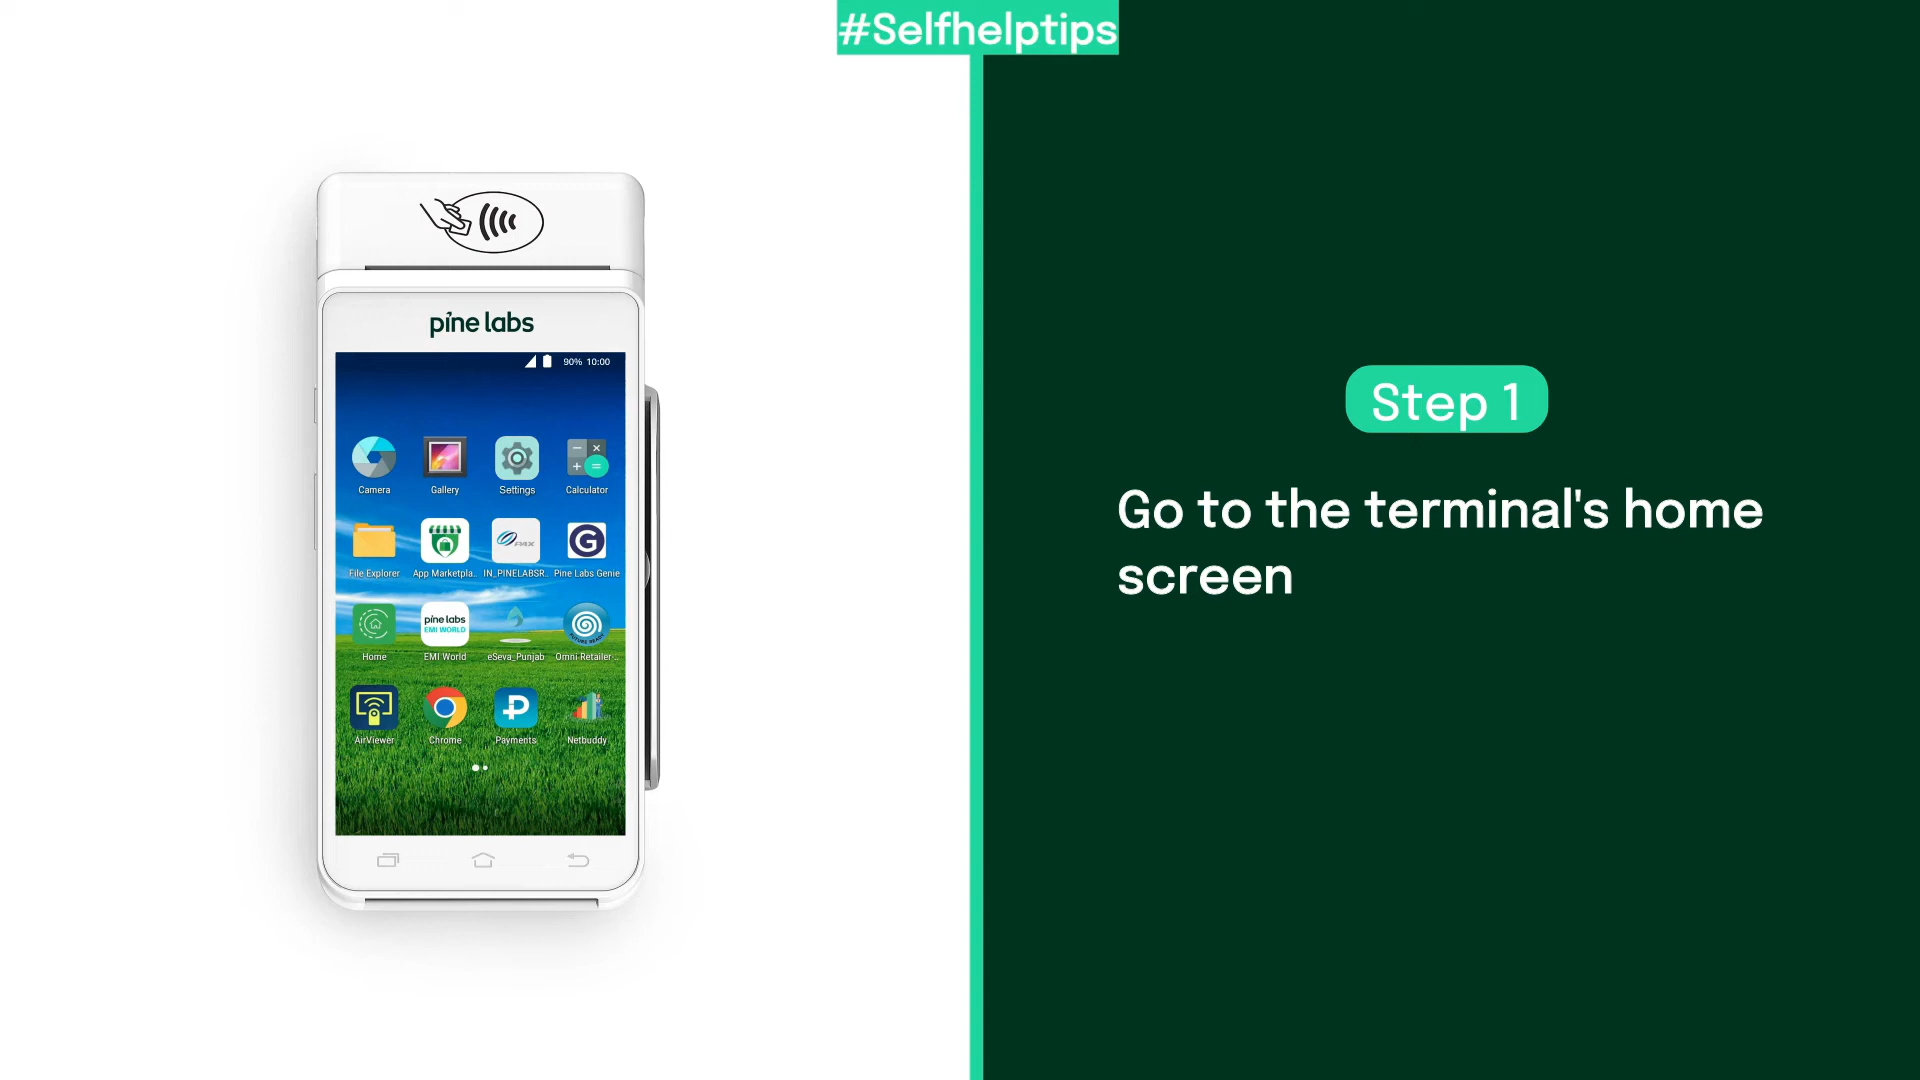 #Selfhelptips
pine labs
90% 10:00
Camera Gallery Settings Calculator
File Explorer App Marketpla.. IN_PINELABSR.. Pine Labs Genie
pine labs
EMI WORLD
Home EMI World eSeva_Punjab Omni Retailer-..
AirViewer Chrome Payments Netbuddy
Step 1
Go to the terminal's home
screen